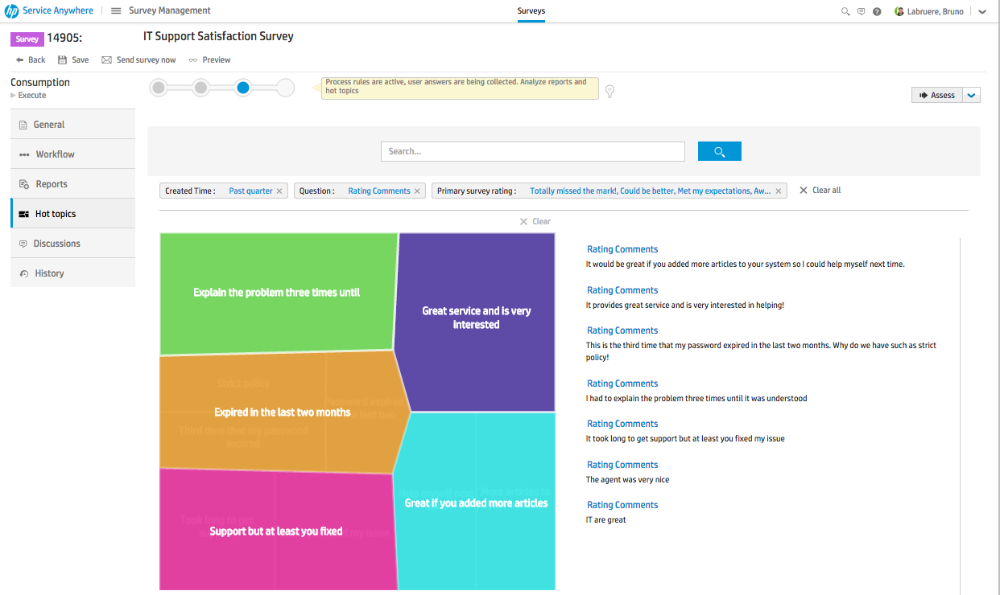 hp Service Anywhere
Survey Management
Surveys
Labruere, Bruno
Survey 14905:
IT Support Satisfaction Survey
Back
Save
Send survey now
Preview
Consumption
Execute
Process rules are active, user answers are being collected. Analyze reports and
hot topics
Assess
General
Workflow
Reports
Hot topics
Discussions
History
Search...
Created Time : Past quarter
Question : Rating Comments
Primary survey rating : Totally missed the mark!, Could be better, Met my expectations, Aw...
Clear all
Clear
Explain the problem three times until
Great service and is very
interested
Strict policy
Password expired
Expired in the last two months
Third time that my password
expired
Great if you added more articles
Took long to get
Support but at least you fixed
my issue
Rating Comments
It would be great if you added more articles to your system so I could help myself next time.
Rating Comments
It provides great service and is very interested in helping!
Rating Comments
This is the third time that my password expired in the last two months. Why do we have such as strict
policy!
Rating Comments
I had to explain the problem three times until it was understood
Rating Comments
It took long to get support but at least you fixed my issue
Rating Comments
The agent was very nice
Rating Comments
IT are great